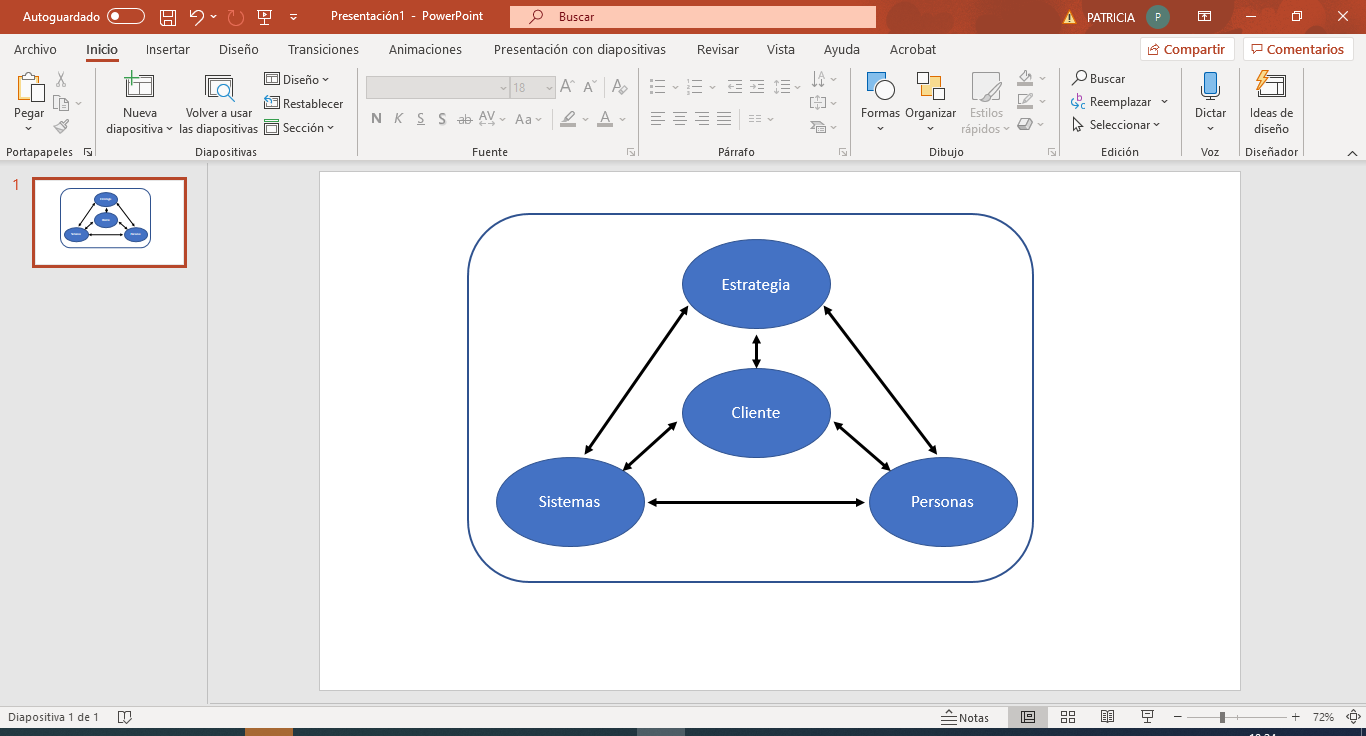 Autoguardado
Presentación1 - PowerPoint
Buscar
PATRICIA
P
Archivo Inicio Insertar Diseño Transiciones Animaciones Presentación con diapositivas Revisar Vista Ayuda Acrobat
Compartir
Comentarios
Pegar
Portapapeles
Nueva
diapositiva
Volver a usar
las diapositivas
Diseño
Restablecer
Sección
Diapositivas
18
N K S S ab AV Aa A
Fuente
Párrafo
Formas
Organizar
Estilos
rápidos
Dibujo
Buscar
Reemplazar
Seleccionar
Edición
Dictar
Voz
Ideas de
diseño
Diseñador
1
Estrategia
Cliente
Sistemas
Personas
Diapositiva 1 de 1
Notas
72%